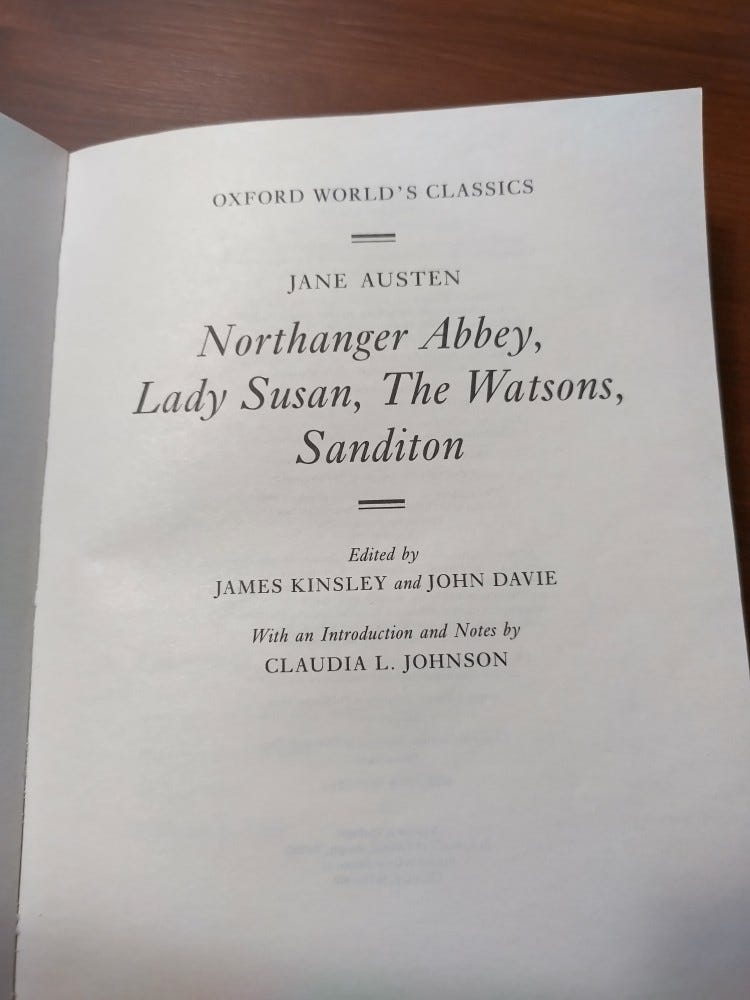 OXFORD WORLD'S CLASSICS
JANE AUSTEN
Northanger Abbey,
Lady Susan, The Watsons,
Sanditon
Edited by
JAMES KINSLEY and JOHN DAVIE
With an Introduction and Notes by
CLAUDIA L. JOHNSON